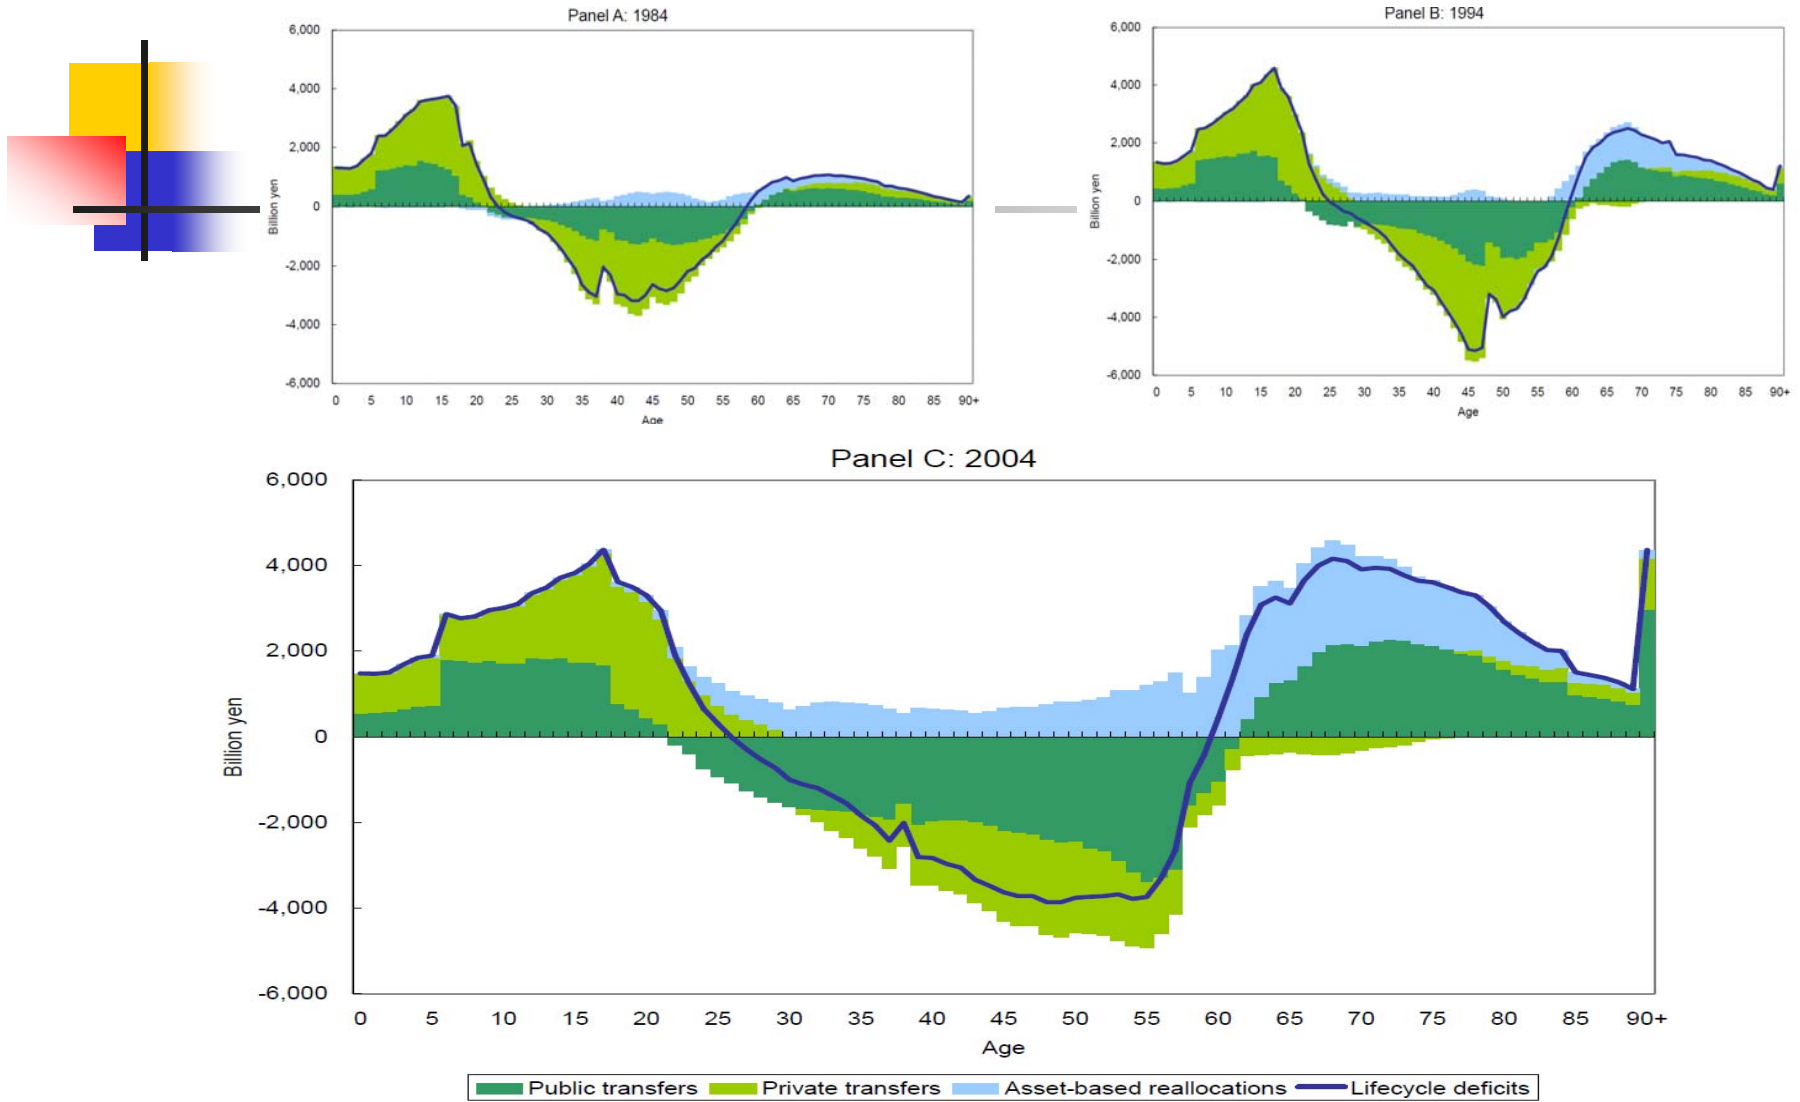 Panel A: 1984
6,000
4,000
2,000
0
-2,000
-4,000
-6,000
Billion yen
0 5 10 15 20 25 30 35 40 45 50 55 60 65 70 75 80 85 90+
Age
Panel B: 1994
6,000
4,000
2,000
0
-2,000
-4,000
-6,000
Billion yen
0 5 10 15 20 25 30 35 40 45 50 55 60 65 70 75 80 85 90+
Age
Panel C: 2004
6,000
4,000
2,000
0
-2,000
-4,000
-6,000
Billion yen
0 5 10 15 20 25 30 35 40 45 50 55 60 65 70 75 80 85 90+
Age
Public transfers Private transfers Asset-based reallocations Lifecycle deficits